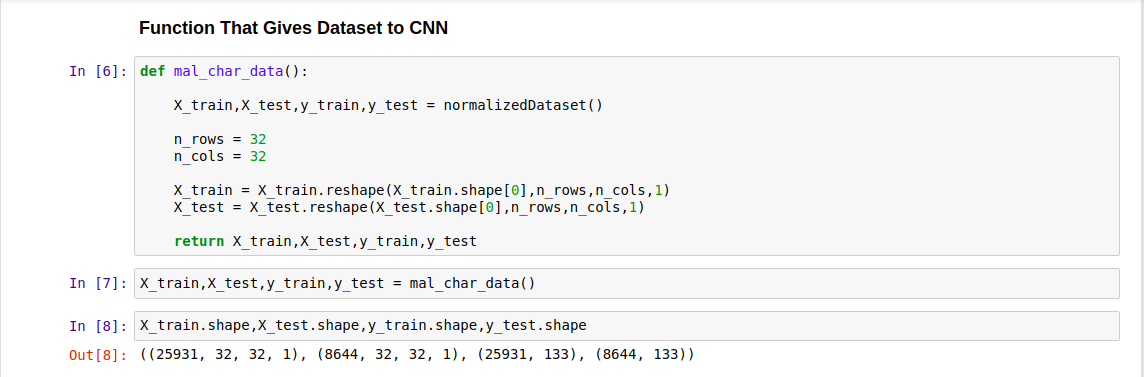 Function That Gives Dataset to CNN
In [6]: def mal_char_data():
X_train,X_test,y_train,y_test = normalizedDataset()
n_rows = 32
n_cols = 32
X_train = X_train.reshape(X_train.shape[0],n_rows,n_cols,1)
X_test = X_test.reshape(X_test.shape[0],n_rows,n_cols,1)
return X_train,X_test,y_train,y_test
In [7]: X_train,X_test,y_train,y_test = mal_char_data()
In [8]: X_train.shape,X_test.shape,y_train.shape,y_test.shape
Out[8]: ((25931, 32, 32, 1), (8644, 32, 32, 1), (25931, 133), (8644, 133))